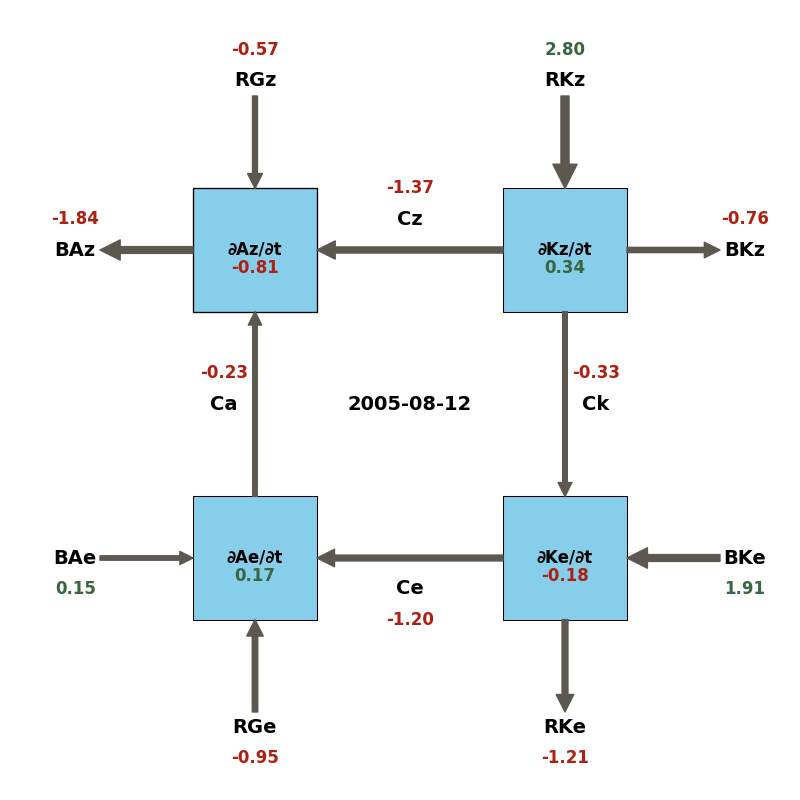 -0.57
2.80
RGz
RKz
-1.37
-1.84
-0.76
Cz
BAz
∂Az/∂t
∂Kz/∂t
BKz
-0.81
0.34
-0.23
-0.33
Ca
2005-08-12
Ck
BAe
∂Ae/∂t
∂Ke/∂t
BKe
0.17
-0.18
0.15
Ce
1.91
-1.20
RGe
RKe
-0.95
-1.21